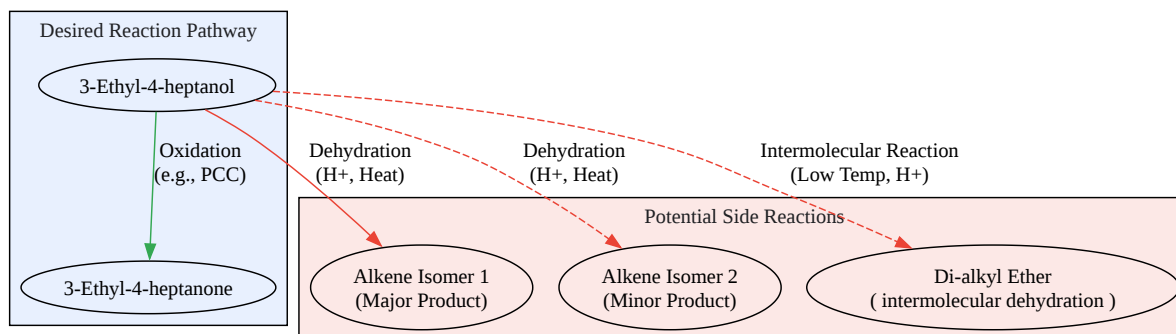 Desired Reaction Pathway
3-Ethyl-4-heptanol
Oxidation
(e.g., PCC)
Dehydration
(H+, Heat)
Dehydration
(H+, Heat)
Intermolecular Reaction
(Low Temp, H+)
Potential Side Reactions
3-Ethyl-4-heptanone
Alkene Isomer 1
(Major Product)
Alkene Isomer 2
(Minor Product)
Di-alkyl Ether
( intermolecular dehydration )